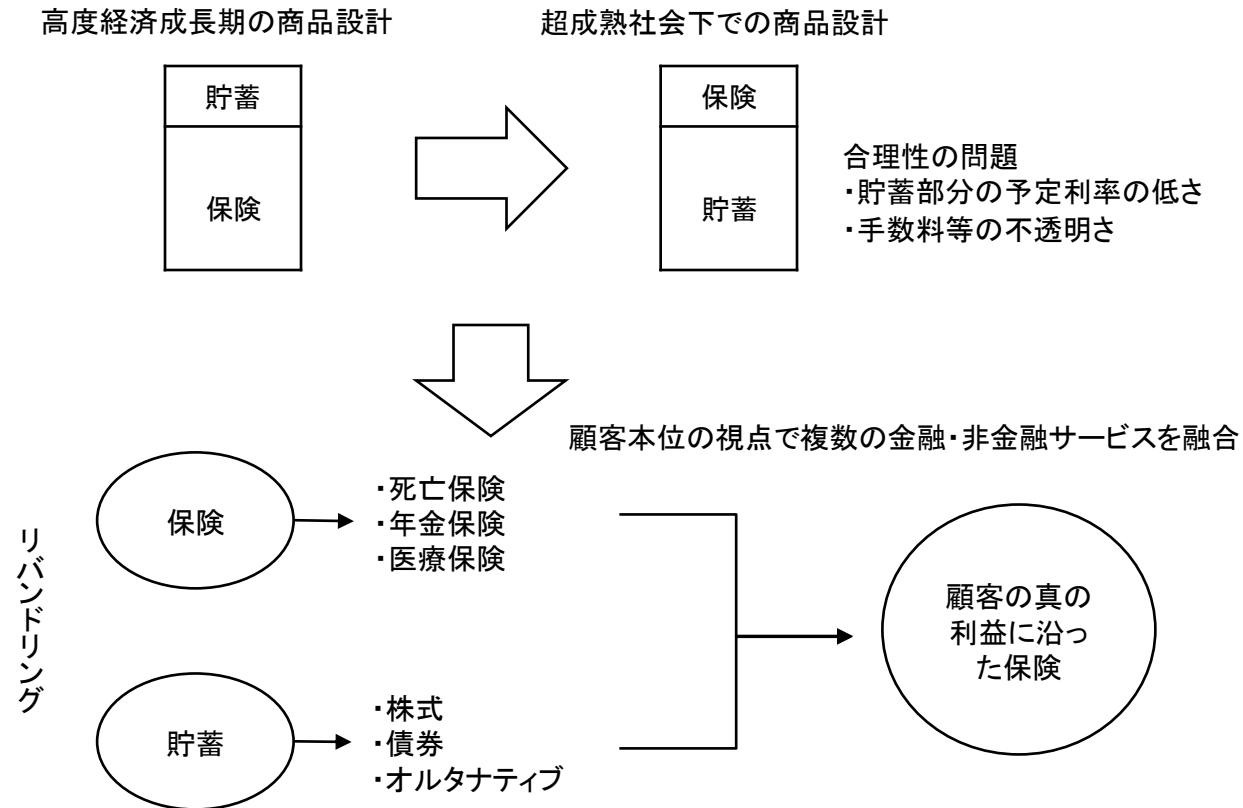 高度経済成長期の商品設計
超成熟社会下での商品設計
貯蓄
保険
保険
貯蓄
合理性の問題
・貯蓄部分の予定利率の低さ
・手数料等の不透明さ
顧客本位の視点で複数の金融・非金融サービスを融合
リバンドリング
保険
・死亡保険
・年金保険
・医療保険
貯蓄
・株式
・債券
・オルタナティブ
顧客の真の
利益に沿っ
た保険